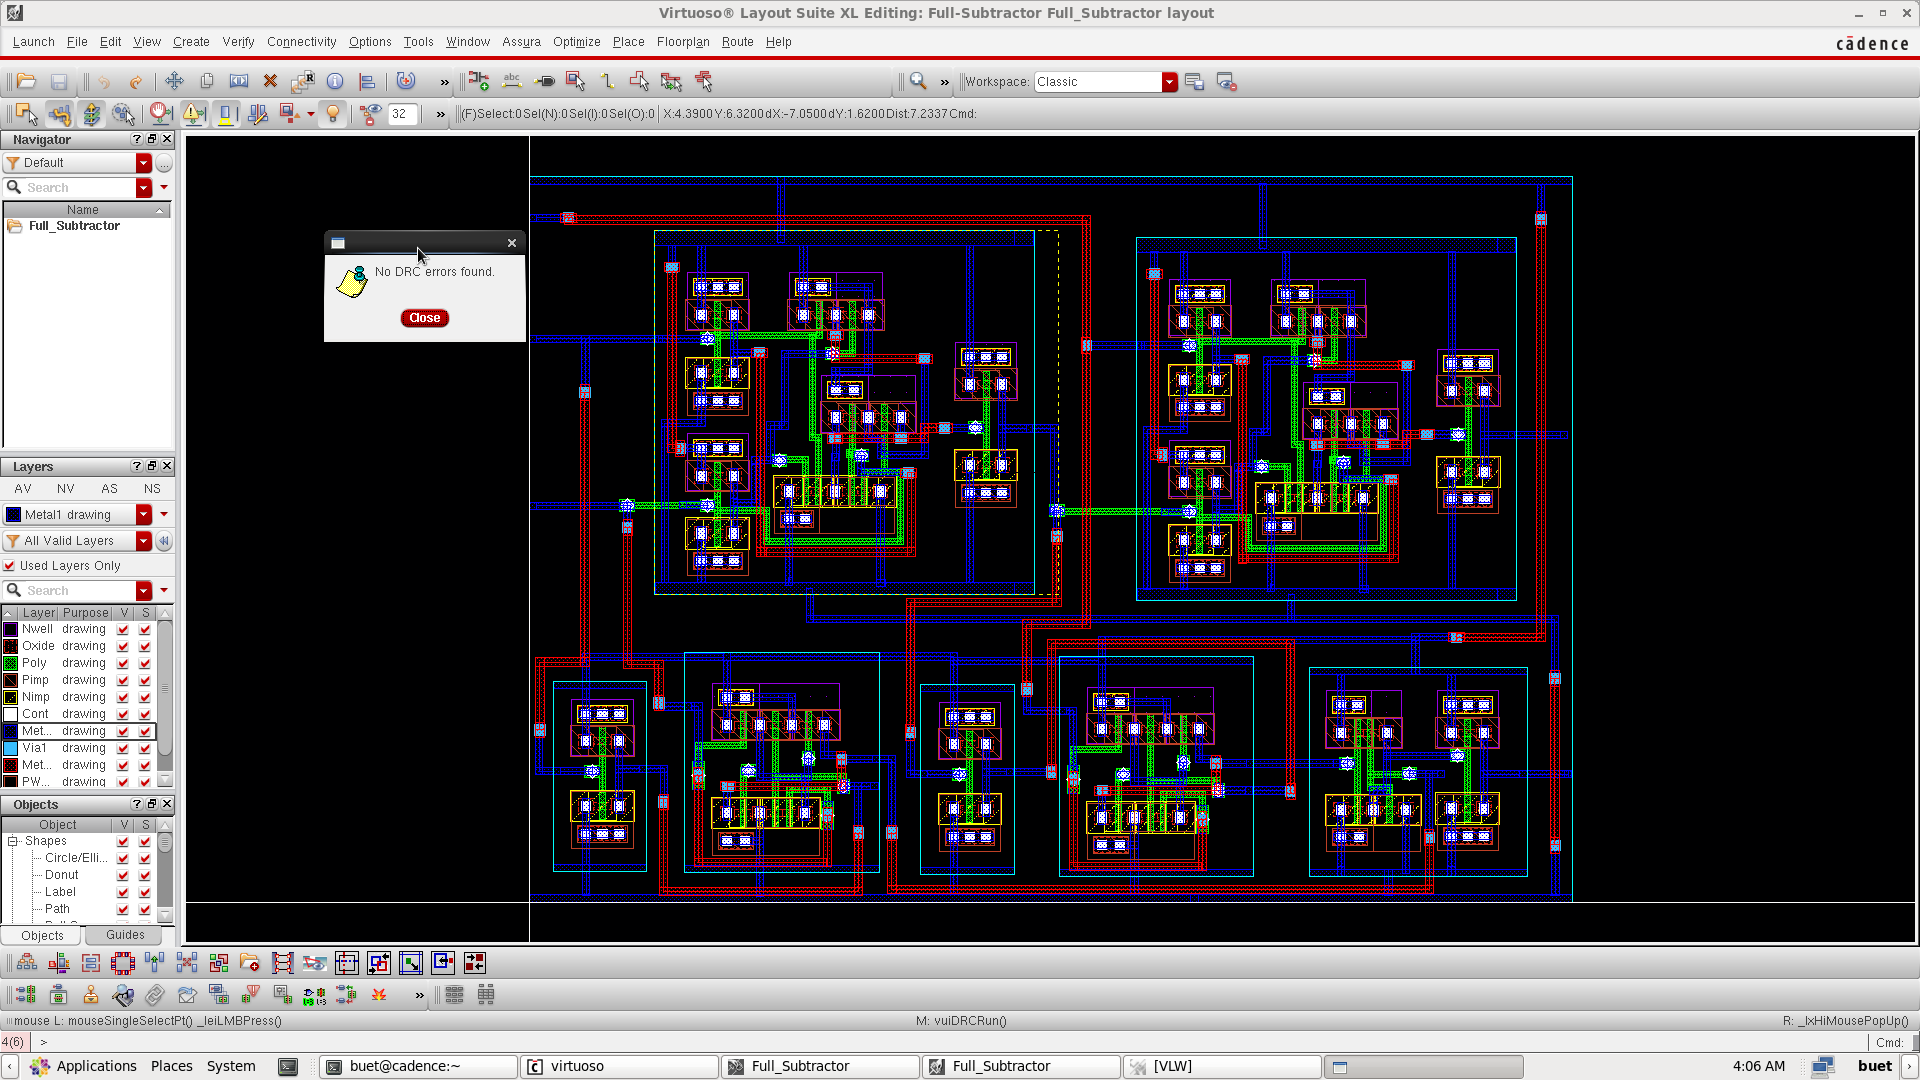 Virtuoso® Layout Suite XL Editing: Full-Subtractor Full_Subtractor layout
Launch File Edit View Create Verify Connectivity Options Tools Window Assura Optimize Place Floorplan Route Help
cādence
Workspace: Classic
32
(F)Select:0 Sel(N):0 Sel(I):0 Sel(O):0 X:4.3900 Y:6.3200 dX:-7.0500 dY:1.6200 Dist:7.2337 Cmd:
Navigator
Default
Search
Name
Full_Subtractor
No DRC errors found.
Close
Layers
AV NV AS NS
Metal1 drawing
All Valid Layers
Used Layers Only
Search
Layer Purpose V S
Nwell drawing
Oxide drawing
Poly drawing
Pimp drawing
Nimp drawing
Cont drawing
Met... drawing
Via1 drawing
Met... drawing
PW... drawing
Objects
Object V S
Shapes
Circle/Elli...
Donut
Label
Path
Objects Guides
mouse L: mouseSingleSelectPt() _leiLMBPress() M: vuiDRCRun() R: _lxHiMousePopUp()
4(6) > Cmd:
Applications Places System buet@cadence:~ virtuoso Full_Subtractor Full_Subtractor [VLW] 4:06 AM buet